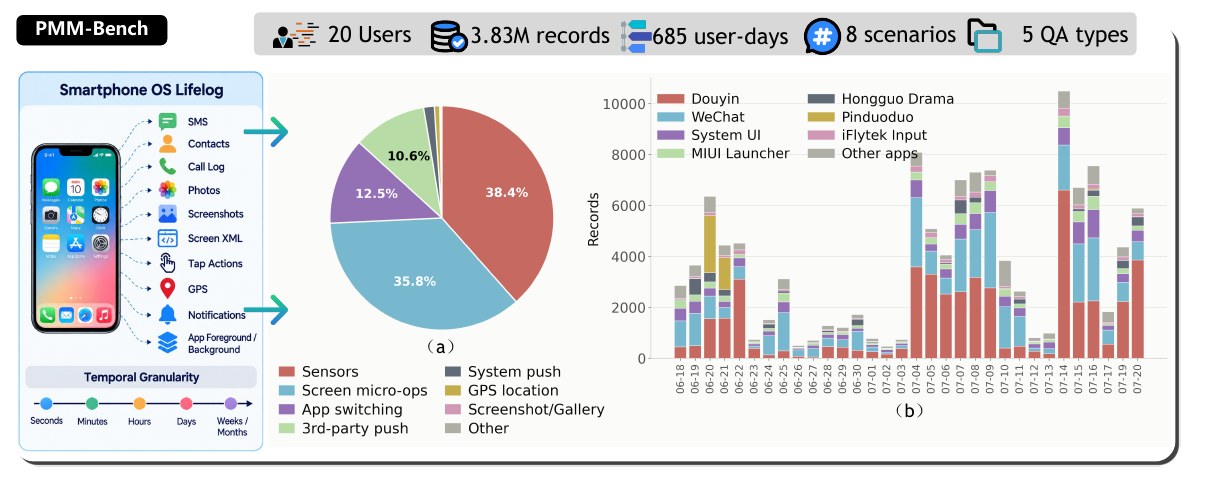 PMM-Bench
20 Users
3.83M records
685 user-days
8 scenarios
5 QA types
Smartphone OS Lifelog
SMS
Contacts
Call Log
Photos
Screenshots
Screen XML
Tap Actions
GPS
Notifications
App Foreground /
Background
Temporal Granularity
Seconds
Minutes
Hours
Days
Weeks /
Months
38.4%
35.8%
12.5%
10.6%
(a)
Sensors
Screen micro-ops
App switching
3rd-party push
System push
GPS location
Screenshot/Gallery
Other
Records
10000
8000
6000
4000
2000
0
Douyin
WeChat
System UI
MIUI Launcher
Hongguo Drama
Pinduoduo
iFlytek Input
Other apps
06-18
06-19
06-20
06-21
06-22
06-23
06-24
06-25
06-26
06-27
06-28
06-29
06-30
07-01
07-02
07-03
07-04
07-05
07-06
07-07
07-08
07-09
07-10
07-11
07-12
07-13
07-14
07-15
07-16
07-17
07-19
07-20
(b)